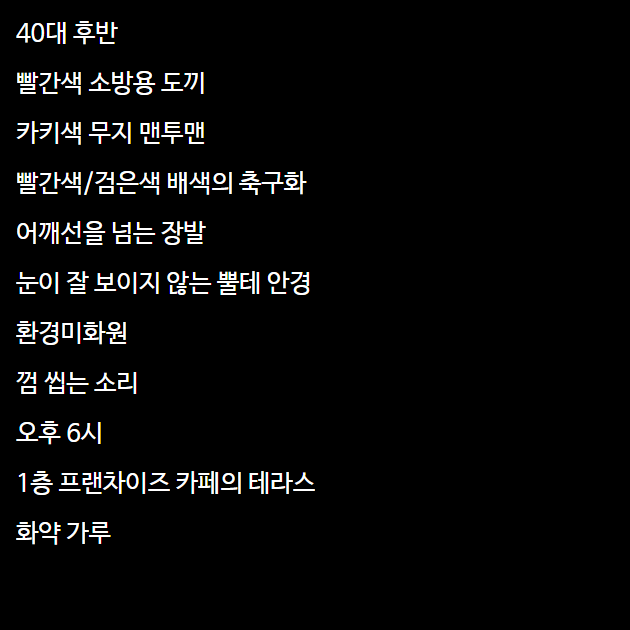 40대 후반
빨간색 소방용 도끼
카키색 무지 맨투맨
빨간색/검은색 배색의 축구화
어깨선을 넘는 장발
눈이 잘 보이지 않는 뿔테 안경
환경미화원
껌 씹는 소리
오후 6시
1층 프랜차이즈 카페의 테라스
화약 가루